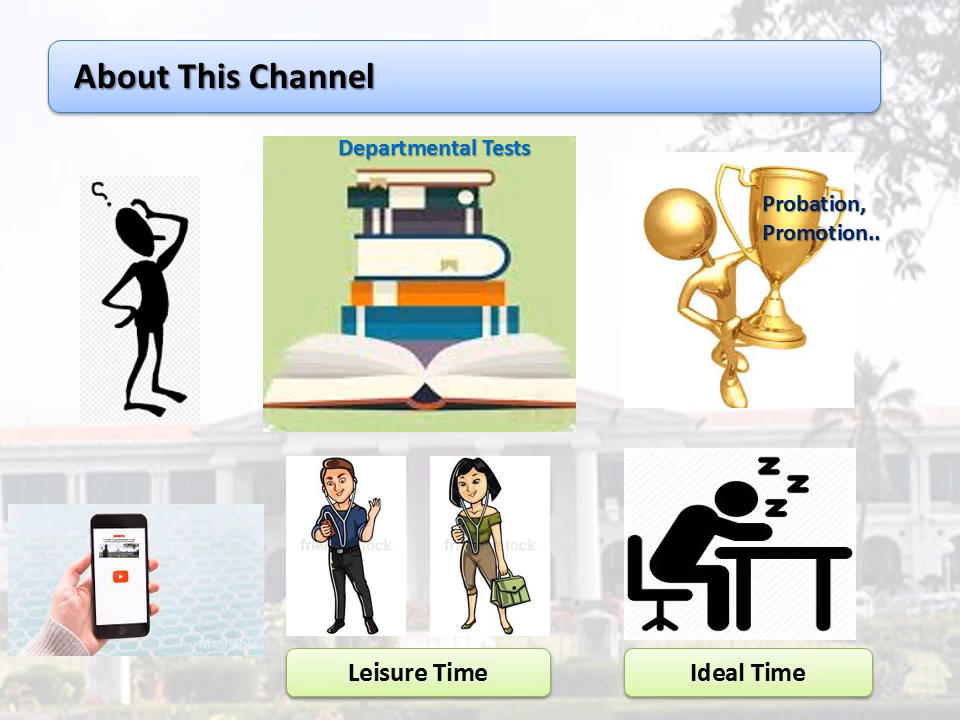 About This Channel
Departmental Tests
Probation,
Promotion..
?
z
z
z
Leisure Time
Ideal Time